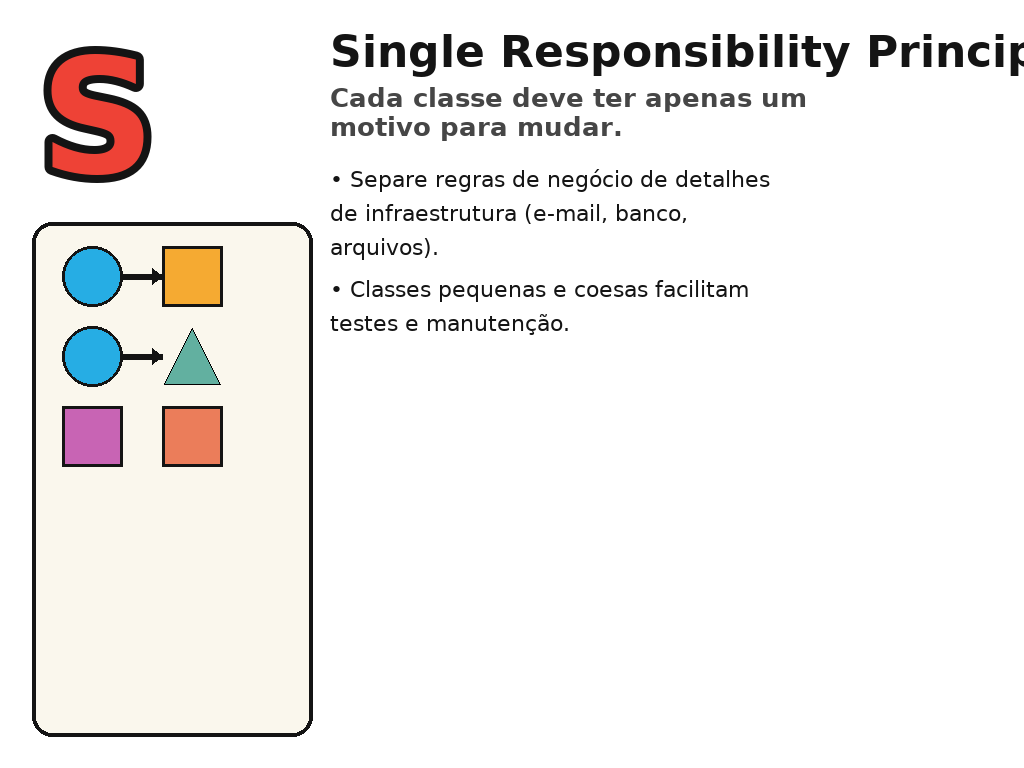 S
Single Responsibility Princip
Cada classe deve ter apenas um
motivo para mudar.
• Separe regras de negócio de detalhes
de infraestrutura (e-mail, banco,
arquivos).
• Classes pequenas e coesas facilitam
testes e manutenção.